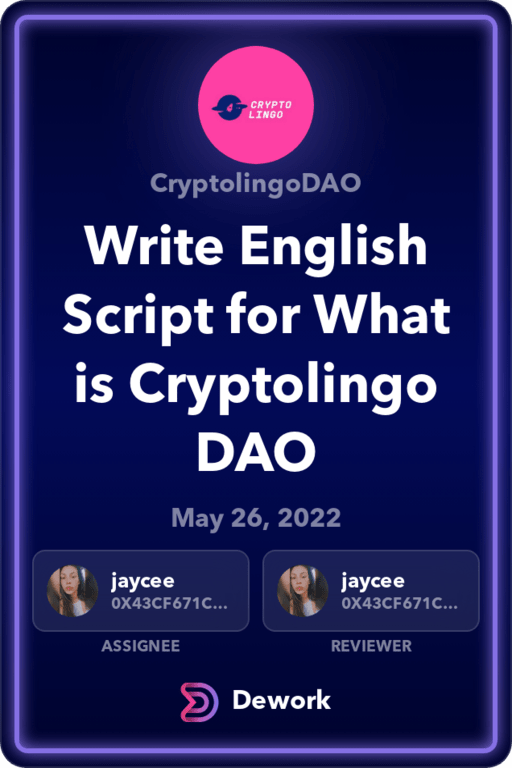 CRYPTO
LINGO
CryptolingoDAO
Write English
Script for What
is Cryptolingo
DAO
May 26, 2022
jaycee
0X43CF671C...
ASSIGNEE
jaycee
0X43CF671C...
REVIEWER
Dework